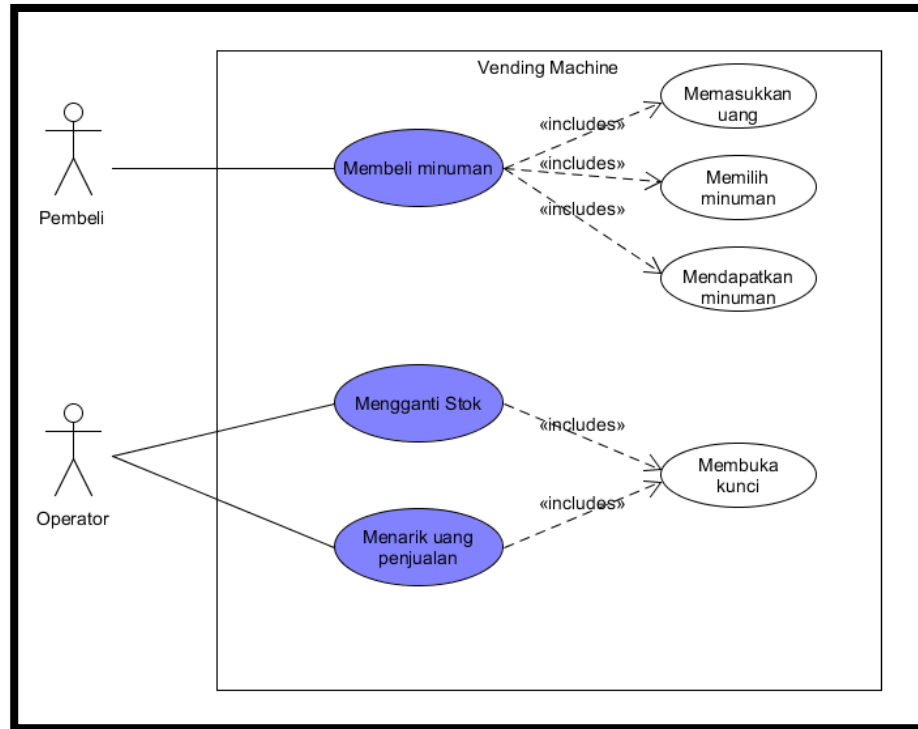 Vending Machine
Memasukkan
uang
«includes»
Membeli minuman
«includes»
Memilih
minuman
Pembeli
«includes»
Mendapatkan
minuman
Mengganti Stok
«includes»
Membuka
kunci
Operator
«includes»
Menarik uang
penjualan